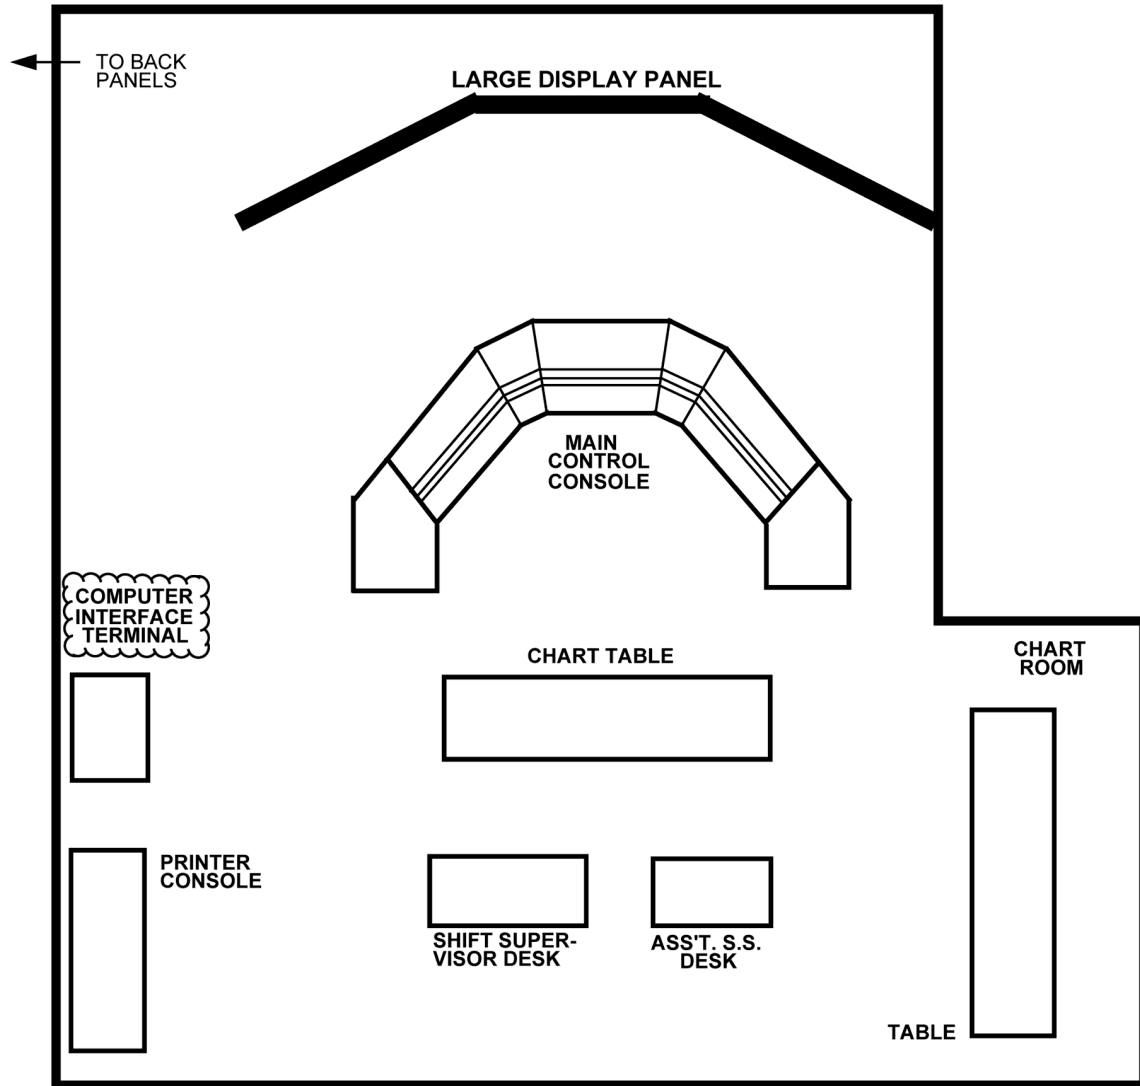 TO BACK
PANELS
LARGE DISPLAY PANEL
MAIN
CONTROL
CONSOLE
COMPUTER
INTERFACE
TERMINAL
CHART TABLE
CHART
ROOM
PRINTER
CONSOLE
SHIFT SUPER-
VISOR DESK
ASS'T. S.S.
DESK
TABLE